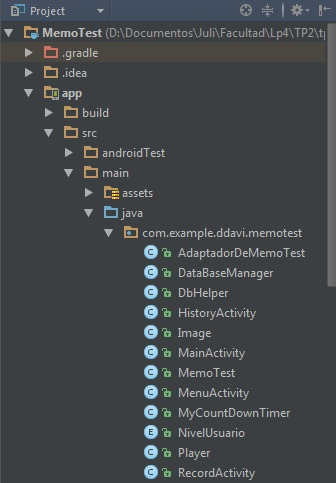 Project
MemoTest (D:\Documentos\Juli\Facultad\Lp4\TP2\t
.gradle
.idea
app
build
src
androidTest
main
assets
java
com.example.ddavi.memotest
C AdaptadorDeMemoTest
C DataBaseManager
C DbHelper
C HistoryActivity
C Image
C MainActivity
C MemoTest
C MenuActivity
C MyCountDownTimer
E NivelUsuario
C Player
C RecordActivity